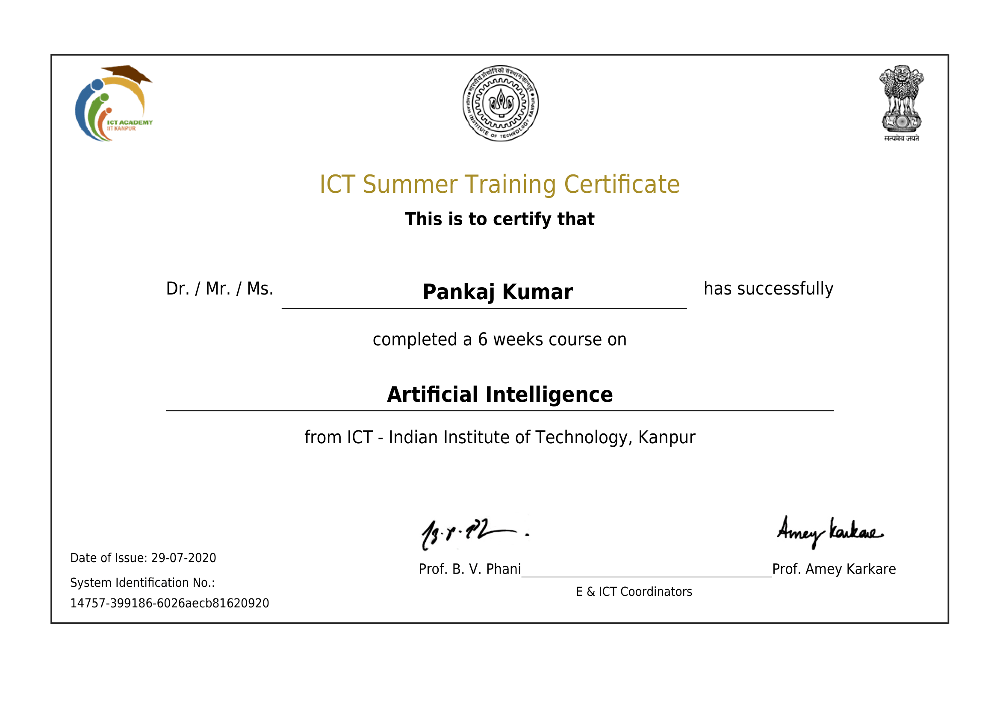 ICT ACADEMY
IIT KANPUR
भारतीय प्रौद्योगिकी संस्थान कानपुर
INDIAN INSTITUTE OF TECHNOLOGY KANPUR
सत्यमेव जयते
ICT Summer Training Certificate
This is to certify that
Dr. / Mr. / Ms. Pankaj Kumar has successfully
completed a 6 weeks course on
Artificial Intelligence
from ICT - Indian Institute of Technology, Kanpur
Amey Karkare
Date of Issue: 29-07-2020
Prof. B. V. Phani Prof. Amey Karkare
System Identification No.:
E & ICT Coordinators
14757-399186-6026aecb81620920